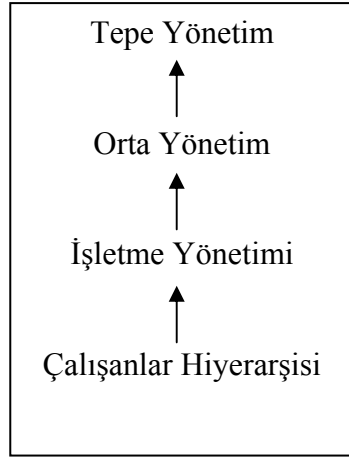 Tepe Yönetim
Orta Yönetim
İşletme Yönetimi
Çalışanlar Hiyerarşisi